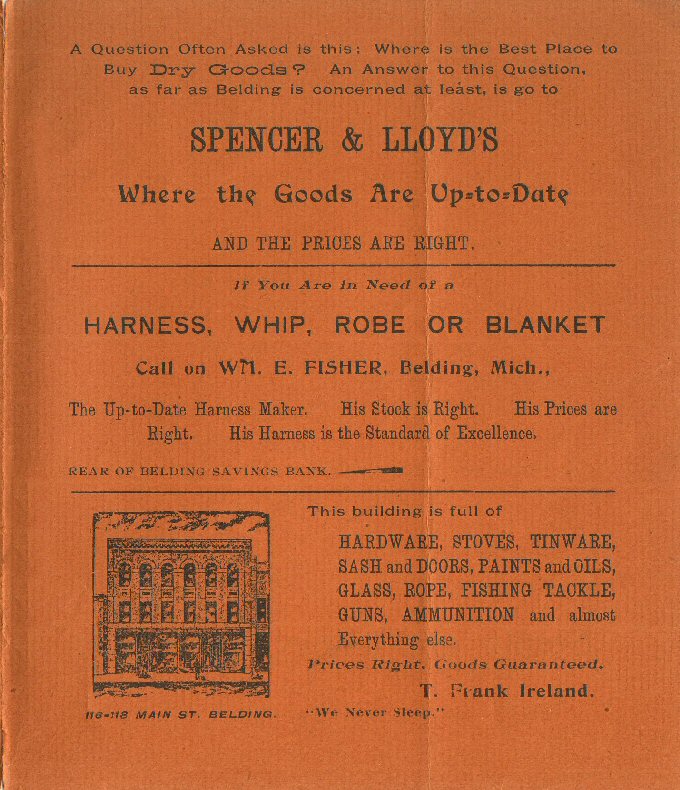 A Question Often Asked is this: Where is the Best Place to
Buy Dry Goods? An Answer to this Question,
as far as Belding is concerned at least, is go to
SPENCER & LLOYD'S
Where the Goods Are Up=to=Date
AND THE PRICES ARE RIGHT.
If You Are in Need of a
HARNESS, WHIP, ROBE OR BLANKET
Call on WM. E. FISHER, Belding, Mich.,
The Up-to-Date Harness Maker. His Stock is Right. His Prices are
Right. His Harness is the Standard of Excellence.
REAR OF BELDING SAVINGS BANK.
This building is full of
HARDWARE, STOVES, TINWARE,
SASH and DOORS, PAINTS and OILS,
GLASS, ROPE, FISHING TACKLE,
GUNS, AMMUNITION and almost
Everything else.
Prices Right. Goods Guaranteed.
T. Frank Ireland.
"We Never Sleep."
116-118 MAIN ST. BELDING.